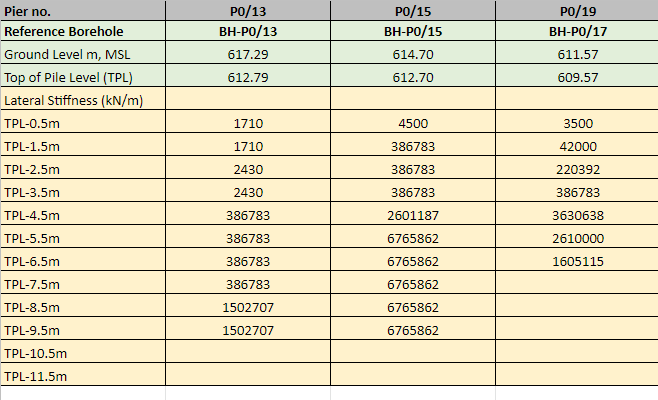 Pier no. P0/13 P0/15 P0/19
Reference Borehole BH-P0/13 BH-P0/15 BH-P0/17
Ground Level m, MSL 617.29 614.70 611.57
Top of Pile Level (TPL) 612.79 612.70 609.57
Lateral Stiffness (kN/m)
TPL-0.5m 1710 4500 3500
TPL-1.5m 1710 386783 42000
TPL-2.5m 2430 386783 220392
TPL-3.5m 2430 386783 386783
TPL-4.5m 386783 2601187 3630638
TPL-5.5m 386783 6765862 2610000
TPL-6.5m 386783 6765862 1605115
TPL-7.5m 386783 6765862
TPL-8.5m 1502707 6765862
TPL-9.5m 1502707 6765862
TPL-10.5m
TPL-11.5m